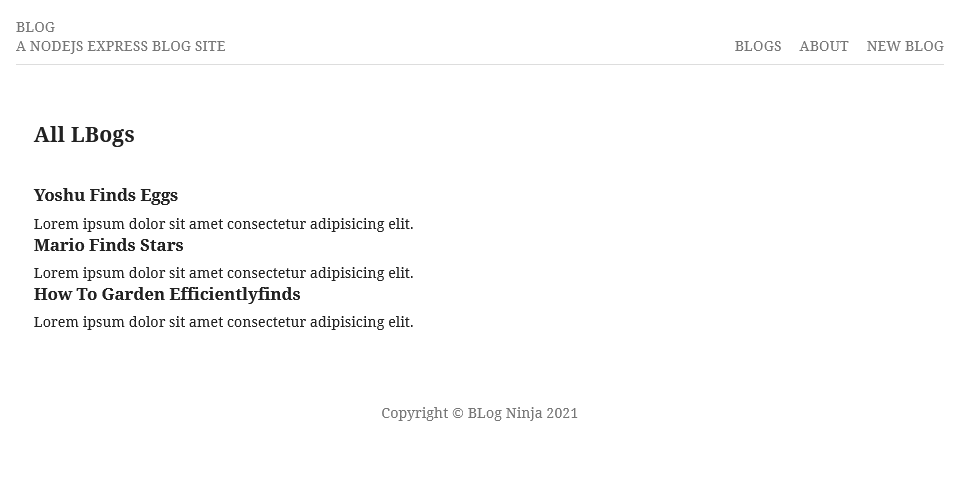 BLOG
A NODEJS EXPRESS BLOG SITE
BLOGS ABOUT NEW BLOG
All LBogs
Yoshu Finds Eggs
Lorem ipsum dolor sit amet consectetur adipisicing elit.
Mario Finds Stars
Lorem ipsum dolor sit amet consectetur adipisicing elit.
How To Garden Efficientlyfinds
Lorem ipsum dolor sit amet consectetur adipisicing elit.
Copyright © BLog Ninja 2021